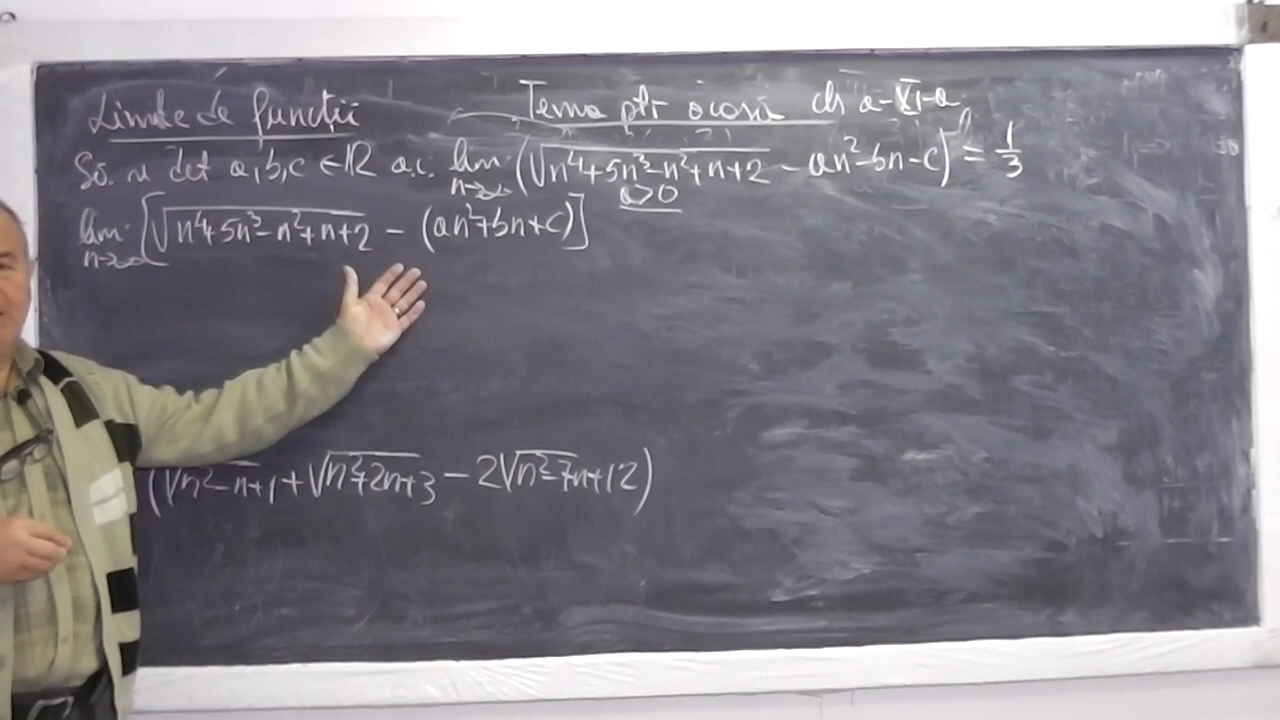 Limite de funcții
Tema ptr acasă cls a-XI-a
Să se det a,b,c ∈ ℝ a.î. lim n→∞ (√(n⁴+5n³-n²+n+2) - an²-bn-c) = 1/3
a>0
lim n→∞ [√(n⁴+5n³-n²+n+2) - (an²+bn+c)]
(√(n²-n+1) + √(n²+2n+3) - 2√(n²-7n+12))